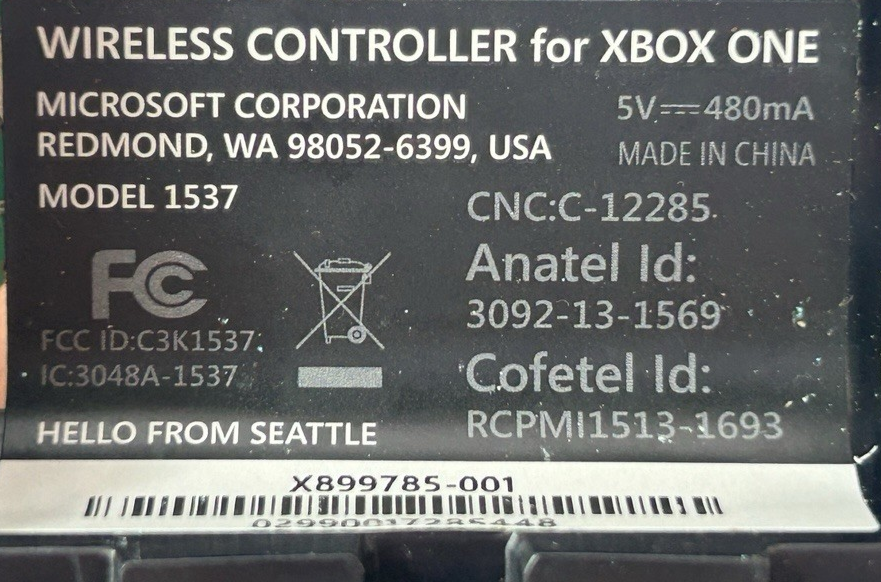 WIRELESS CONTROLLER for XBOX ONE
MICROSOFT CORPORATION
REDMOND, WA 98052-6399, USA
5V⎓480mA
MADE IN CHINA
MODEL 1537
CNC:C-12285
Anatel Id:
3092-13-1569
FC
FCC ID:C3K1537
IC:3048A-1537
Cofetel Id:
RCPMI1513-1693
HELLO FROM SEATTLE
X899785-001